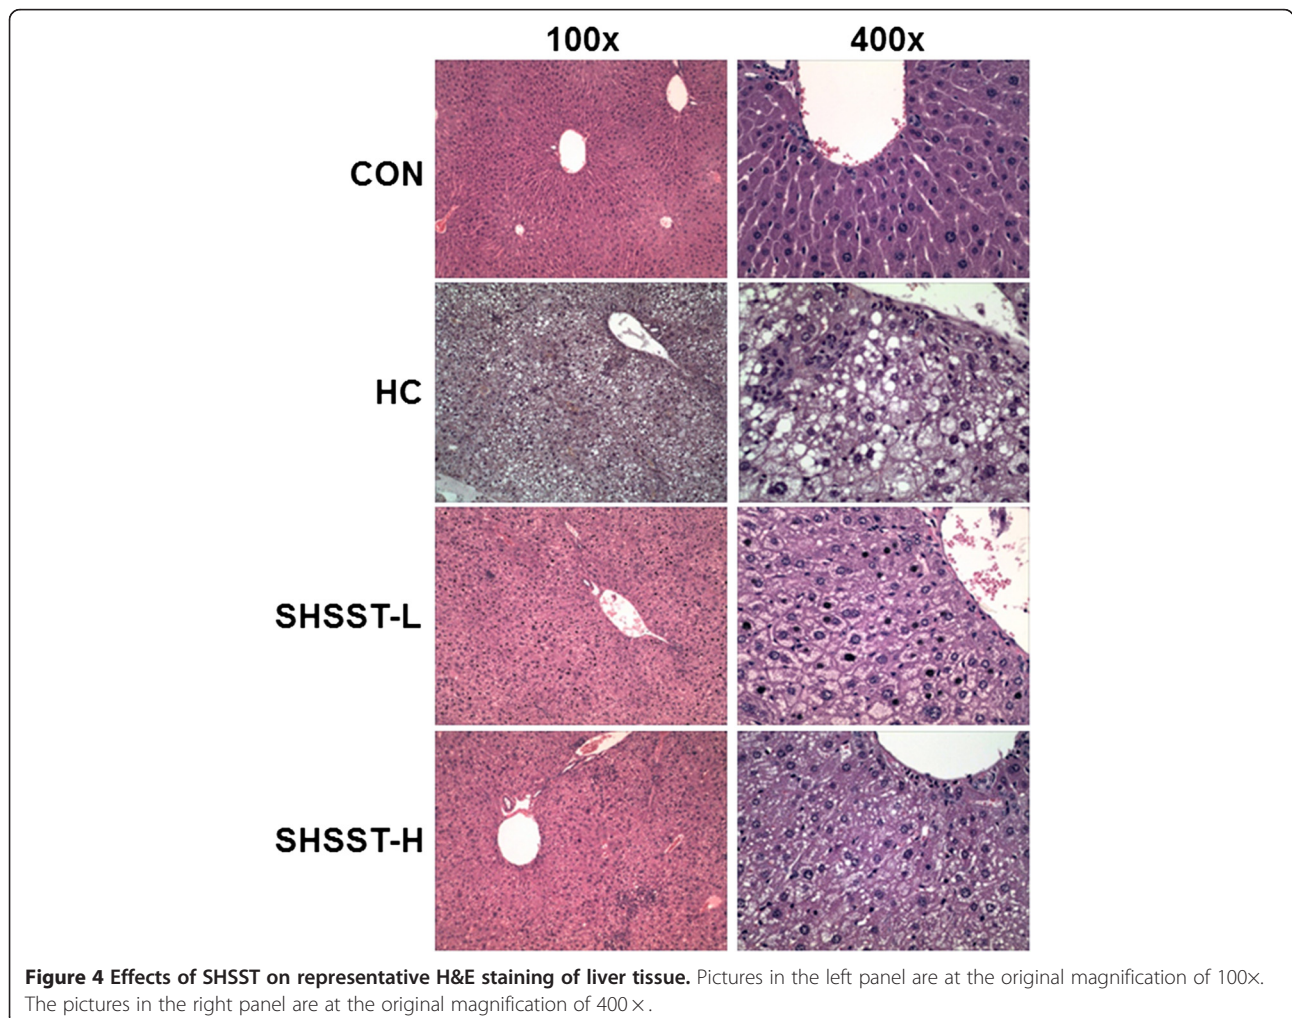 100x 400x
CON
HC
SHSST-L
SHSST-H
Figure 4 Effects of SHSST on representative H&E staining of liver tissue. Pictures in the left panel are at the original magnification of 100×.
The pictures in the right panel are at the original magnification of 400 ×.